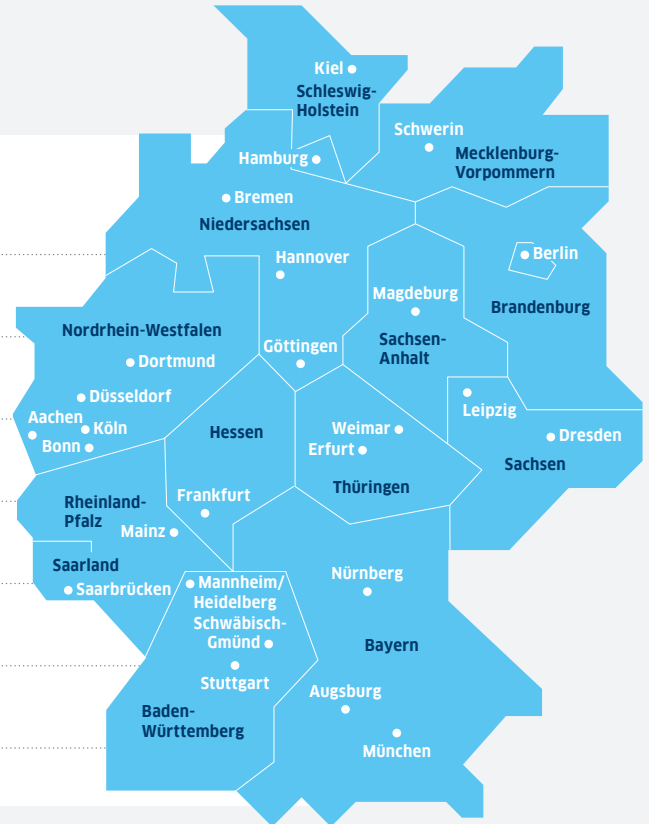 Kiel
Schleswig-
Holstein
Schwerin
Mecklenburg-
Vorpommern
Hamburg
Bremen
Niedersachsen
Hannover
Berlin
Magdeburg
Brandenburg
Nordrhein-Westfalen
Sachsen-
Anhalt
Göttingen
Dortmund
Düsseldorf
Leipzig
Aachen
Köln
Bonn
Hessen
Weimar
Erfurt
Dresden
Sachsen
Thüringen
Frankfurt
Rheinland-
Pfalz
Mainz
Saarland
Saarbrücken
Mannheim/
Heidelberg
Schwäbisch-
Gmünd
Stuttgart
Nürnberg
Bayern
Augsburg
Baden-
Württemberg
München